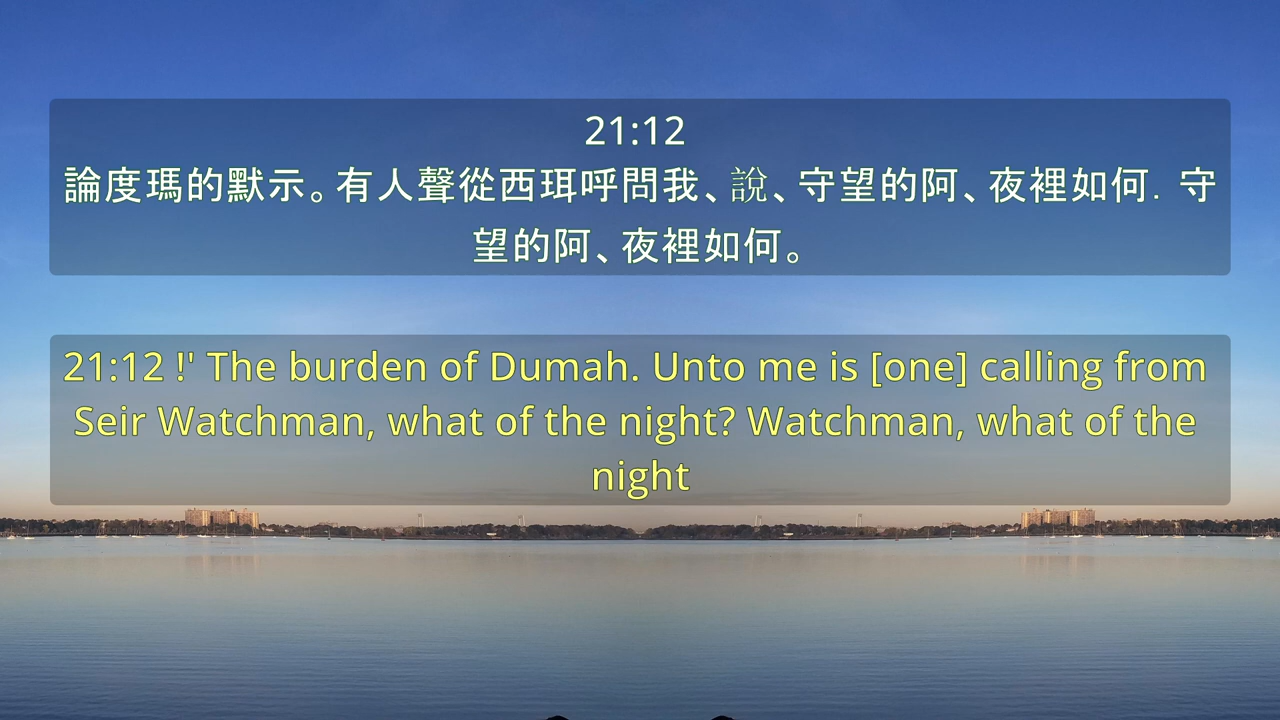 21:12
論度瑪的默示。有人聲從西珥呼問我、說、守望的阿、夜裡如何. 守
望的阿、夜裡如何。
21:12 !' The burden of Dumah. Unto me is [one] calling from
Seir Watchman, what of the night? Watchman, what of the
night